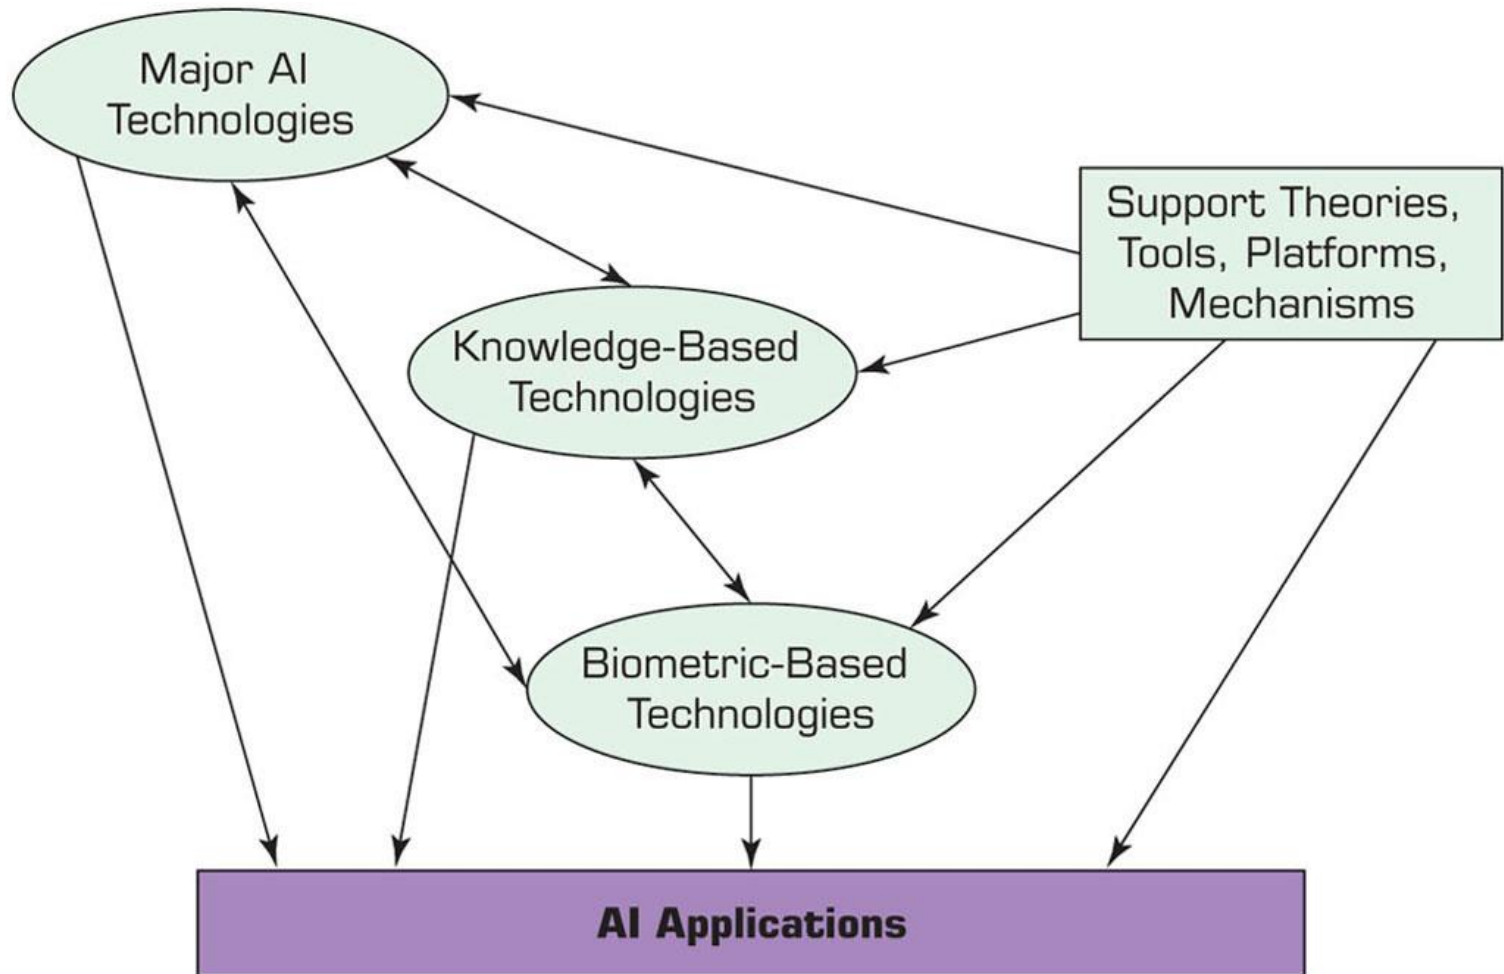 Major AI
Technologies
Support Theories,
Tools, Platforms,
Mechanisms
Knowledge-Based
Technologies
Biometric-Based
Technologies
AI Applications